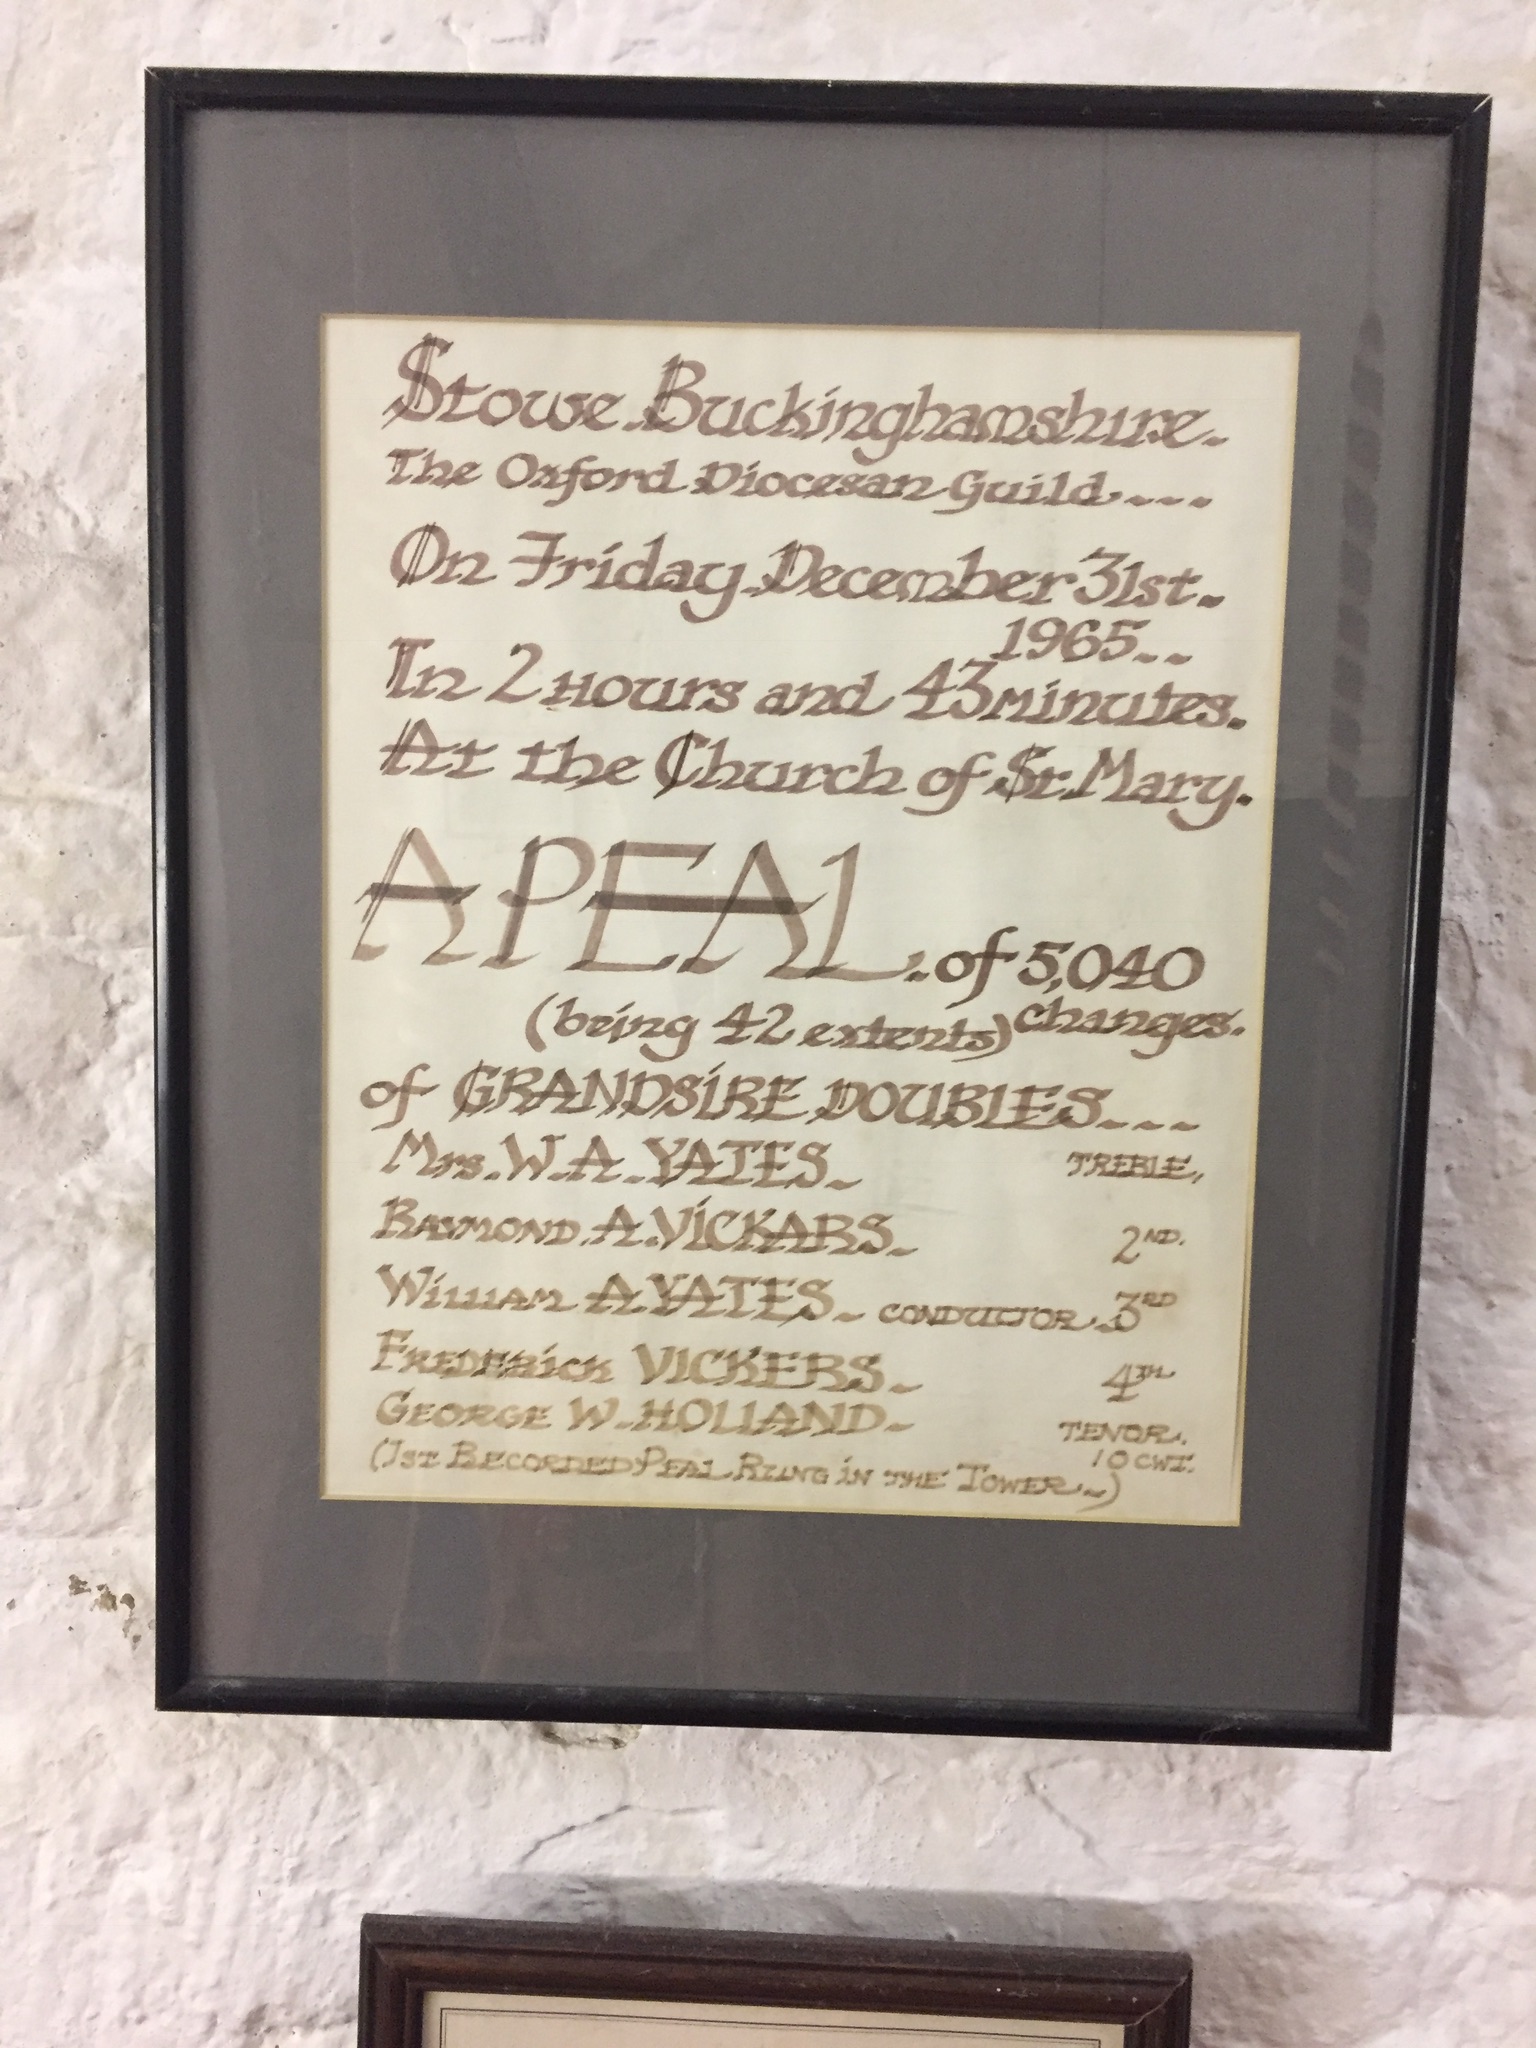 Stowe. Buckinghamshire.
The Oxford Diocesan Guild....
On Friday. December 31st.
1965..
In 2 Hours and 43 minutes.
At the Church of St. Mary.
A PEAL. of 5,040
(being 42 extents) changes.
of GRANDSIRE DOUBLES....
Mrs. W. A. YATES. TREBLE.
RAYMOND. A. VICKARS. 2ND.
WILLIAM A. YATES. CONDUCTOR. 3RD
FREDERICK VICKERS. 4TH
GEORGE W. HOLLAND. TENOR.
10 CWT.
(1ST RECORDED PEAL RUNG IN THE TOWER.)